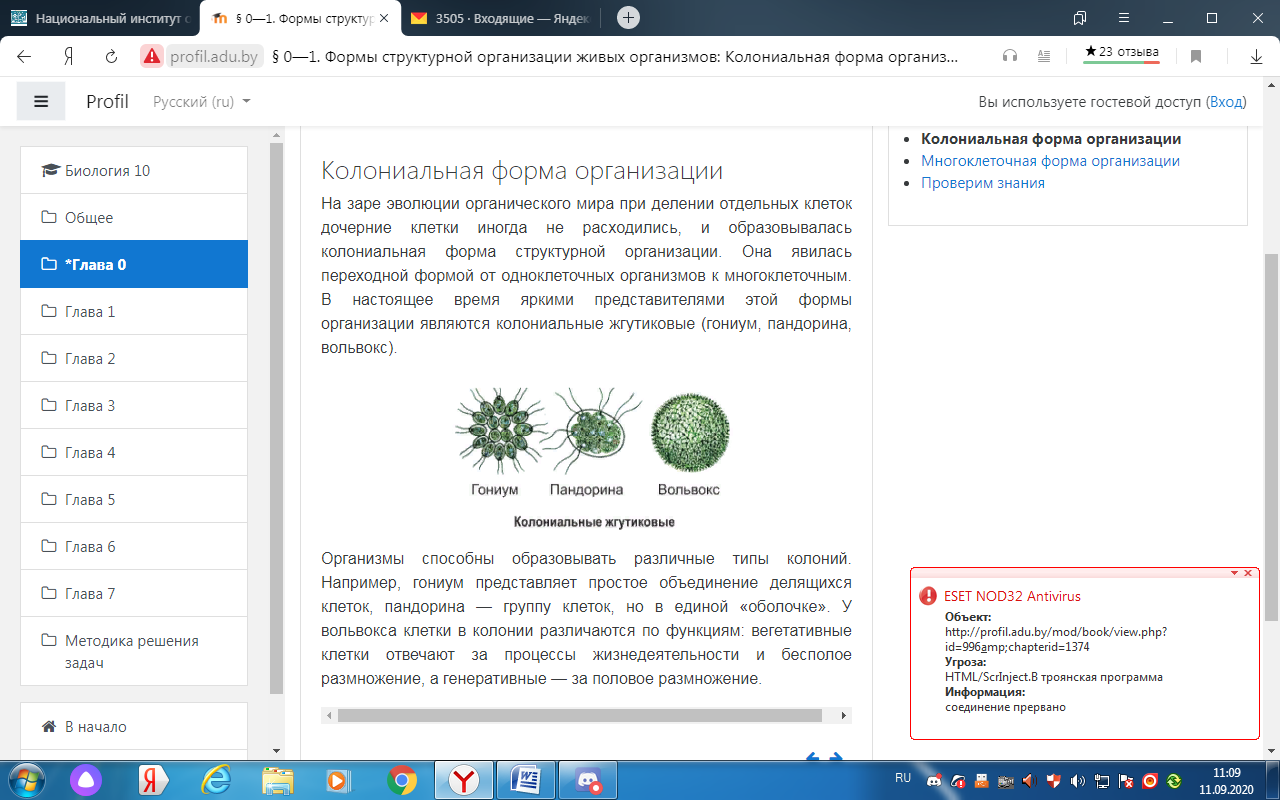 Национальный институт о
§ 0—1. Формы структур
3505 · Входящие — Яндек
profil.adu.by
§ 0—1. Формы структурной организации живых организмов: Колониальная форма организ...
★ 23 отзыва
Profil
Русский (ru)
Вы используете гостевой доступ (Вход)
Биология 10
Общее
*Глава 0
Глава 1
Глава 2
Глава 3
Глава 4
Глава 5
Глава 6
Глава 7
Методика решения
задач
В начало
Колониальная форма организации
На заре эволюции органического мира при делении отдельных клеток
дочерние клетки иногда не расходились, и образовывалась
колониальная форма структурной организации. Она явилась
переходной формой от одноклеточных организмов к многоклеточным.
В настоящее время яркими представителями этой формы
организации являются колониальные жгутиковые (гониум, пандорина,
вольвокс).
Гониум Пандорина Вольвокс
Колониальные жгутиковые
Организмы способны образовывать различные типы колоний.
Например, гониум представляет простое объединение делящихся
клеток, пандорина — группу клеток, но в единой «оболочке». У
вольвокса клетки в колонии различаются по функциям: вегетативные
клетки отвечают за процессы жизнедеятельности и бесполое
размножение, а генеративные — за половое размножение.
Колониальная форма организации
Многоклеточная форма организации
Проверим знания
ESET NOD32 Antivirus
Объект:
http://profil.adu.by/mod/book/view.php?
id=996amp;chapterid=1374
Угроза:
HTML/ScrInject.B троянская программа
Информация:
соединение прервано
RU
11:09
11.09.2020